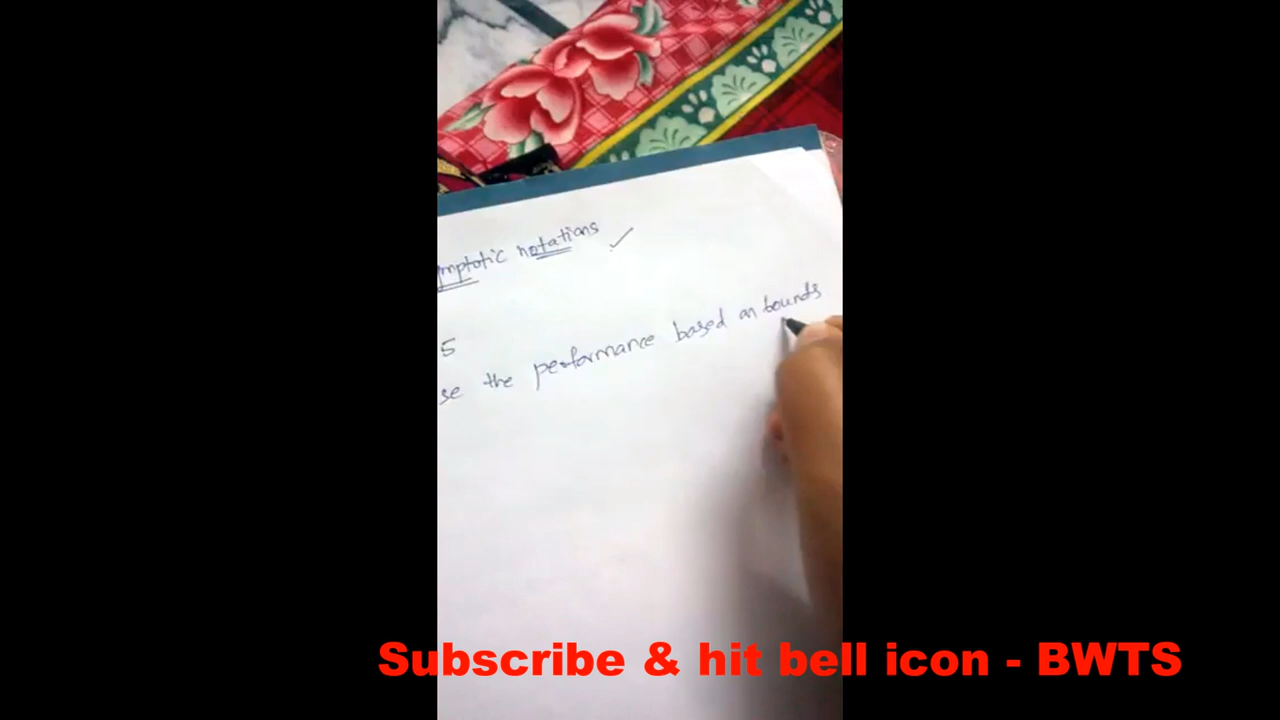 mptotic notations
5
se the performance based on bounds
Subscribe & hit bell icon - BWTS